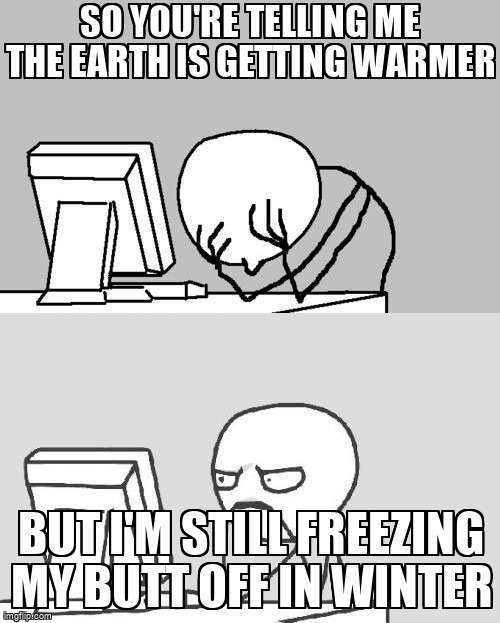 SO YOU'RE TELLING ME
THE EARTH IS GETTING WARMER
BUT I'M STILL FREEZING
MY BUTT OFF IN WINTER
imgflip.com